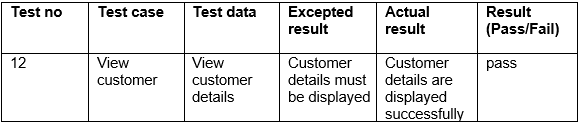 Test no Test case Test data Excepted Actual Result
result result (Pass/Fail)
12 View View Customer Customer pass
customer customer details must details are
details be displayed displayed
successfully